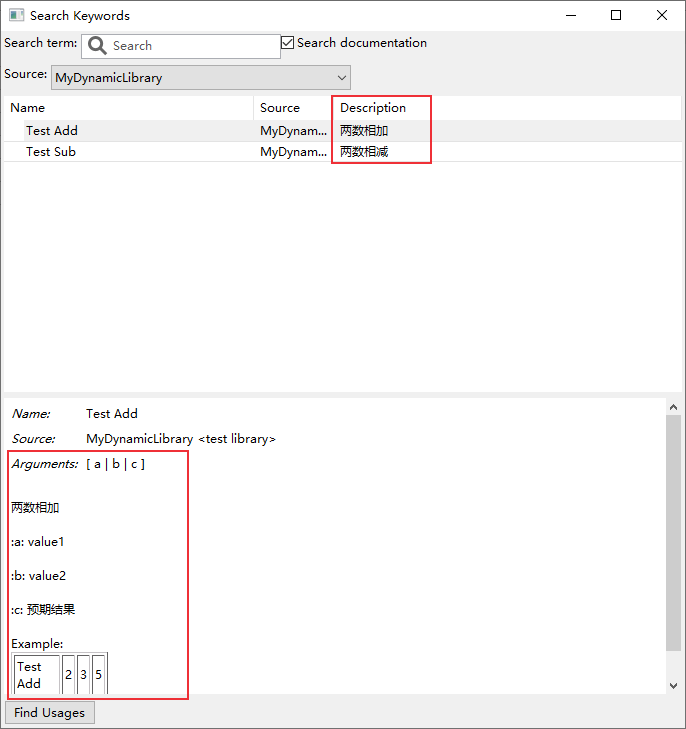 Search Keywords
Search term: Search Search documentation
Source: MyDynamicLibrary
Name Source Description
Test Add MyDynam... 两数相加
Test Sub MyDynam... 两数相减
Name: Test Add
Source: MyDynamicLibrary <test library>
Arguments: [ a | b | c ]
两数相加
:a: value1
:b: value2
:c: 预期结果
Example:
Test Add 2 3 5
Find Usages